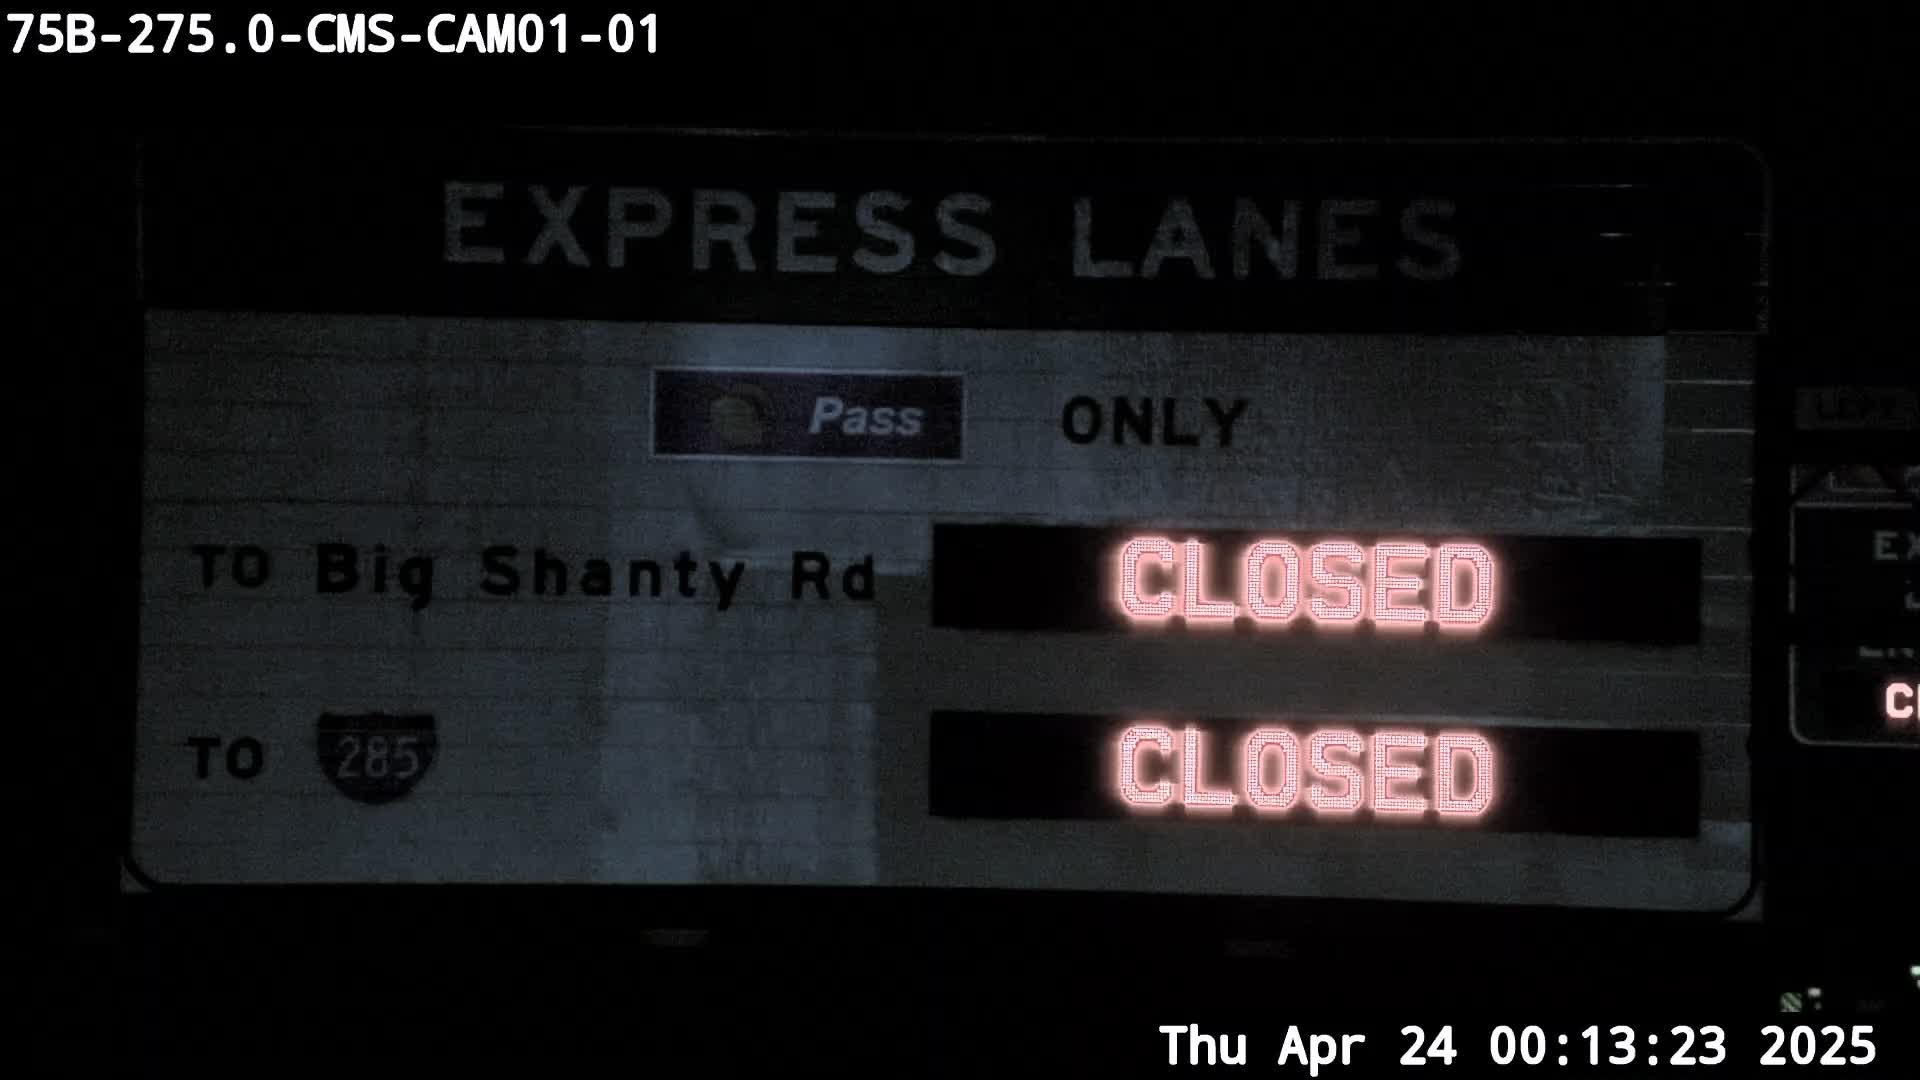 75B-275.0-CMS-CAM01-01
EXPRESS LANES
Pass ONLY
TO Big Shanty Rd CLOSED
TO 285 CLOSED
Thu Apr 24 00:13:23 2025